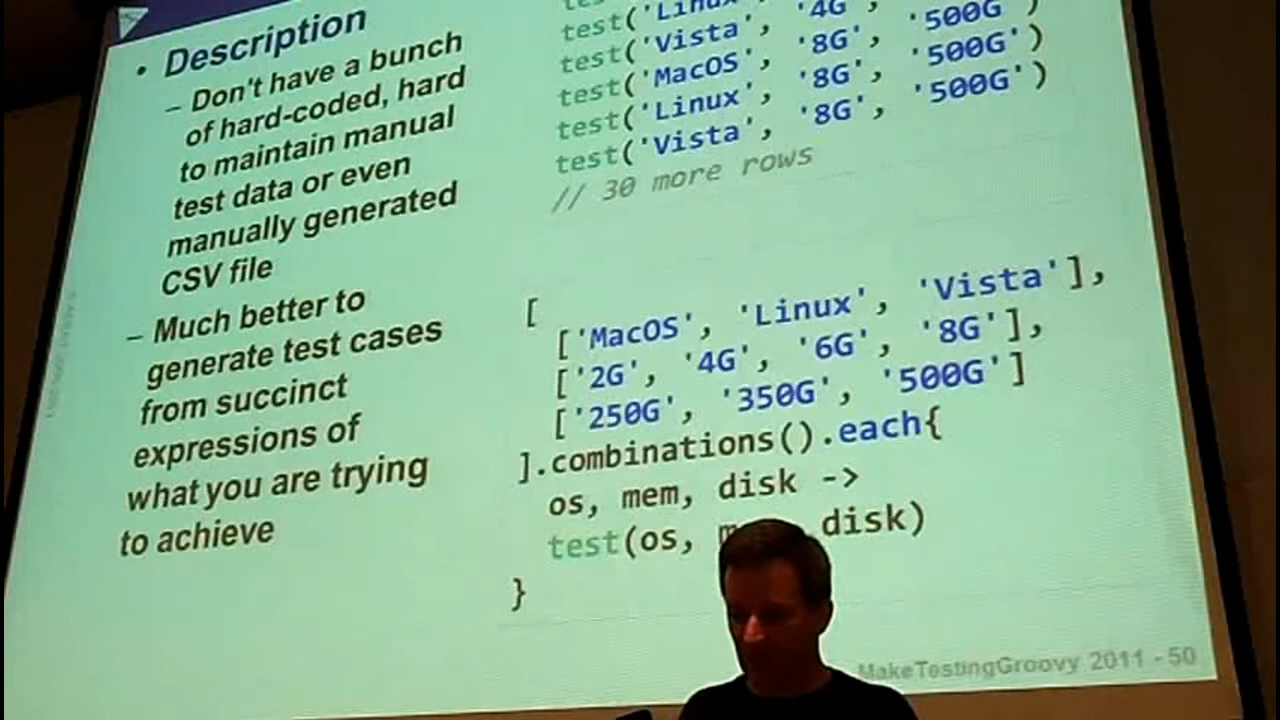 • Description
– Don't have a bunch
of hard-coded, hard
to maintain manual
test data or even
manually generated
CSV file
– Much better to
generate test cases
from succinct
expressions of
what you are trying
to achieve
test('Linux', '4G', '500G')
test('Vista', '8G', '500G')
test('MacOS', '8G', '500G')
test('Linux', '8G',
test('Vista',
// 30 more rows
[
['MacOS', 'Linux', 'Vista'],
['2G', '4G', '6G', '8G'],
['250G', '350G', '500G']
].combinations().each{
os, mem, disk ->
test(os, disk)
}
MakeTestingGroovy 2011 - 50